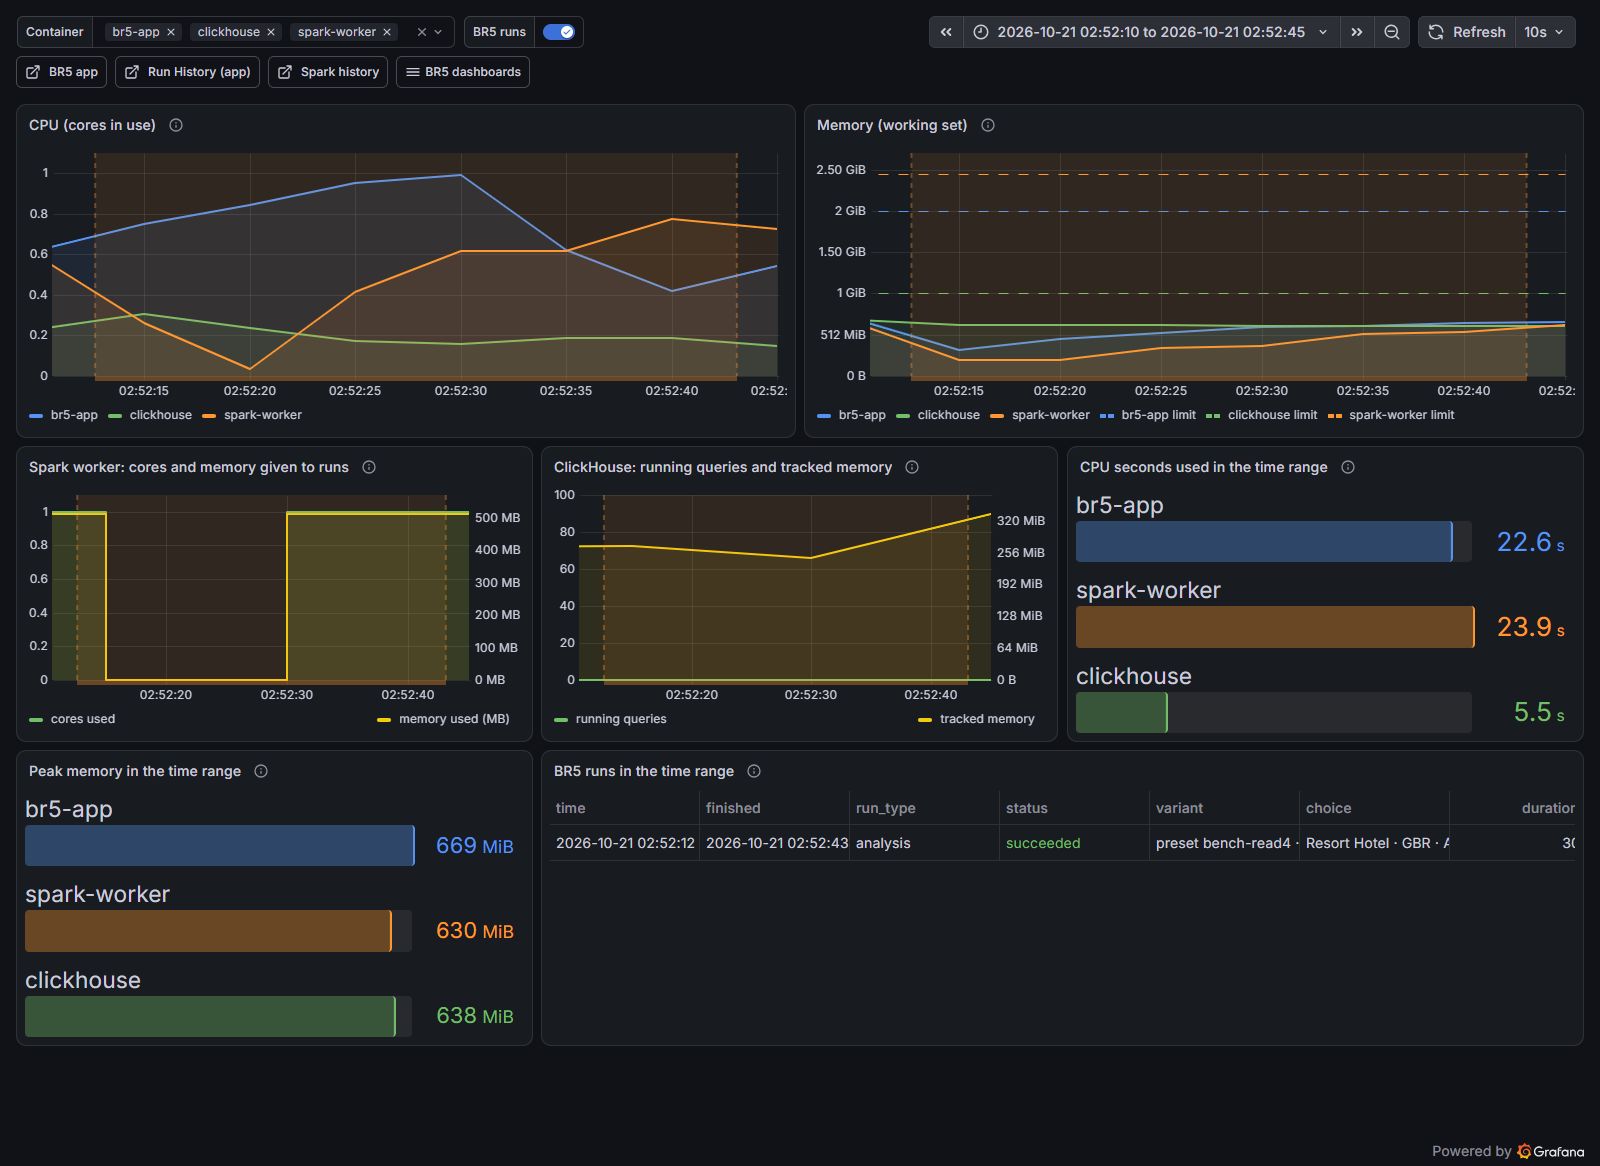 Container br5-app clickhouse spark-worker BR5 runs 2026-10-21 02:52:10 to 2026-10-21 02:52:45 Refresh 10s
BR5 app Run History (app) Spark history BR5 dashboards
CPU (cores in use)
1
0.8
0.6
0.4
0.2
0
02:52:15 02:52:20 02:52:25 02:52:30 02:52:35 02:52:40 02:52:
br5-app clickhouse spark-worker
Memory (working set)
2.50 GiB
2 GiB
1.50 GiB
1 GiB
512 MiB
0 B
02:52:15 02:52:20 02:52:25 02:52:30 02:52:35 02:52:40 02:52:
br5-app clickhouse spark-worker br5-app limit clickhouse limit spark-worker limit
Spark worker: cores and memory given to runs
1
0.8
0.6
0.4
0.2
0
500 MB
400 MB
300 MB
200 MB
100 MB
0 MB
02:52:20 02:52:30 02:52:40
cores used memory used (MB)
ClickHouse: running queries and tracked memory
100
80
60
40
20
0
320 MiB
256 MiB
192 MiB
128 MiB
64 MiB
0 B
02:52:20 02:52:30 02:52:40
running queries tracked memory
CPU seconds used in the time range
br5-app
22.6 s
spark-worker
23.9 s
clickhouse
5.5 s
Peak memory in the time range
br5-app
669 MiB
spark-worker
630 MiB
clickhouse
638 MiB
BR5 runs in the time range
time finished run_type status variant choice duration
2026-10-21 02:52:12 2026-10-21 02:52:43 analysis succeeded preset bench-read4 · Resort Hotel · GBR · A 30
Powered by Grafana